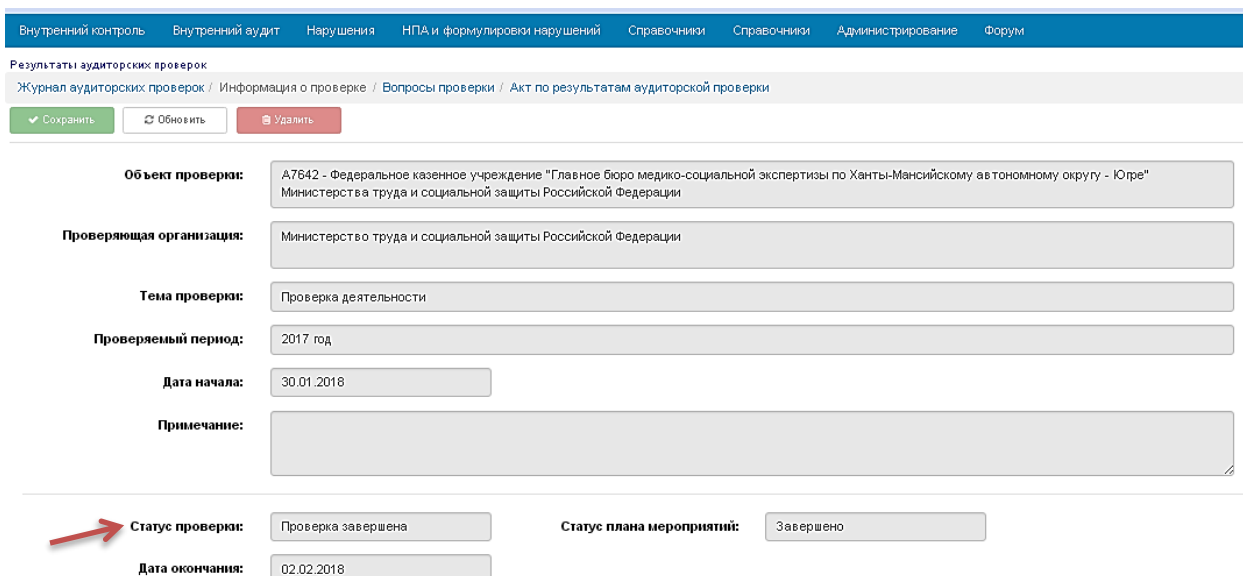 Внутренний контроль Внутренний аудит Нарушения НПА и формулировки нарушений Справочники Справочники Администрирование Форум
Результаты аудиторских проверок
Журнал аудиторских проверок / Информация о проверке / Вопросы проверки / Акт по результатам аудиторской проверки
Сохранить Обновить Удалить
Объект проверки: А7642 - Федеральное казенное учреждение "Главное бюро медико-социальной экспертизы по Ханты-Мансийскому автономному округу - Югре"
Министерства труда и социальной защиты Российской Федерации
Проверяющая организация: Министерство труда и социальной защиты Российской Федерации
Тема проверки: Проверка деятельности
Проверяемый период: 2017 год
Дата начала: 30.01.2018
Примечание:
Статус проверки: Проверка завершена Статус плана мероприятий: Завершено
Дата окончания: 02.02.2018